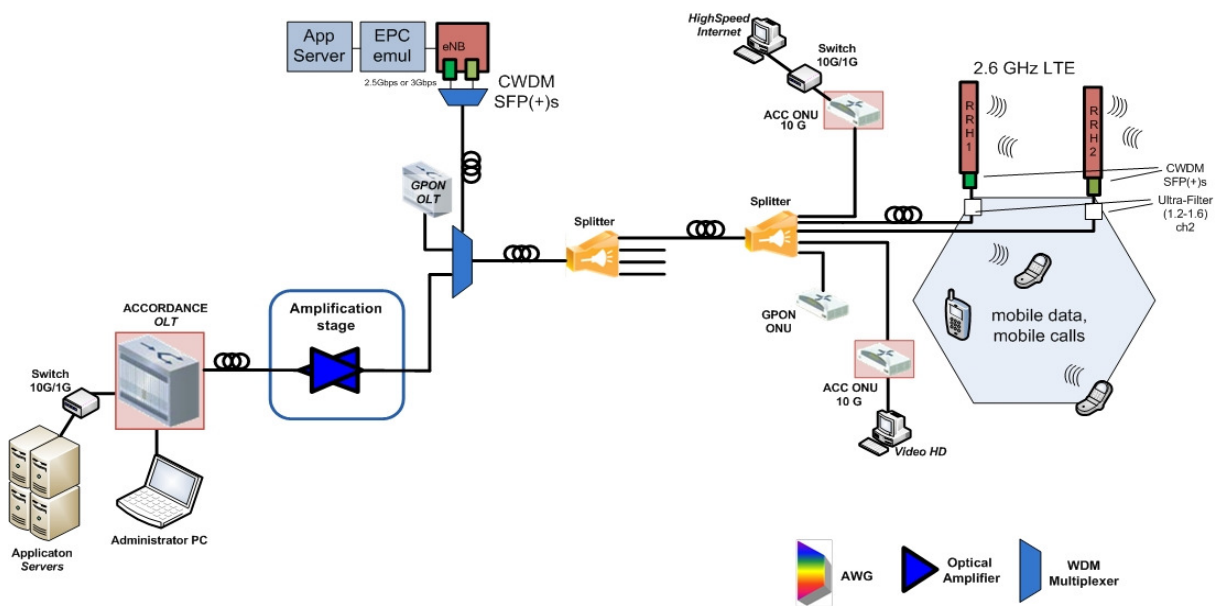 App
Server
EPC
emul
eNB
2.5Gbps or 3Gbps
CWDM
SFP(+)s
HighSpeed
Internet
Switch
10G/1G
ACC ONU
10 G
2.6 GHz LTE
RRH1
RRH2
CWDM
SFP(+)s
Ultra-Filter
(1.2-1.6)
ch2
GPON
OLT
Splitter
Splitter
GPON
ONU
mobile data,
mobile calls
ACCORDANCE
OLT
Amplification
stage
Switch
10G/1G
ACC ONU
10 G
Video HD
Applicaton
Servers
Administrator PC
AWG
Optical
Amplifier
WDM
Multiplexer